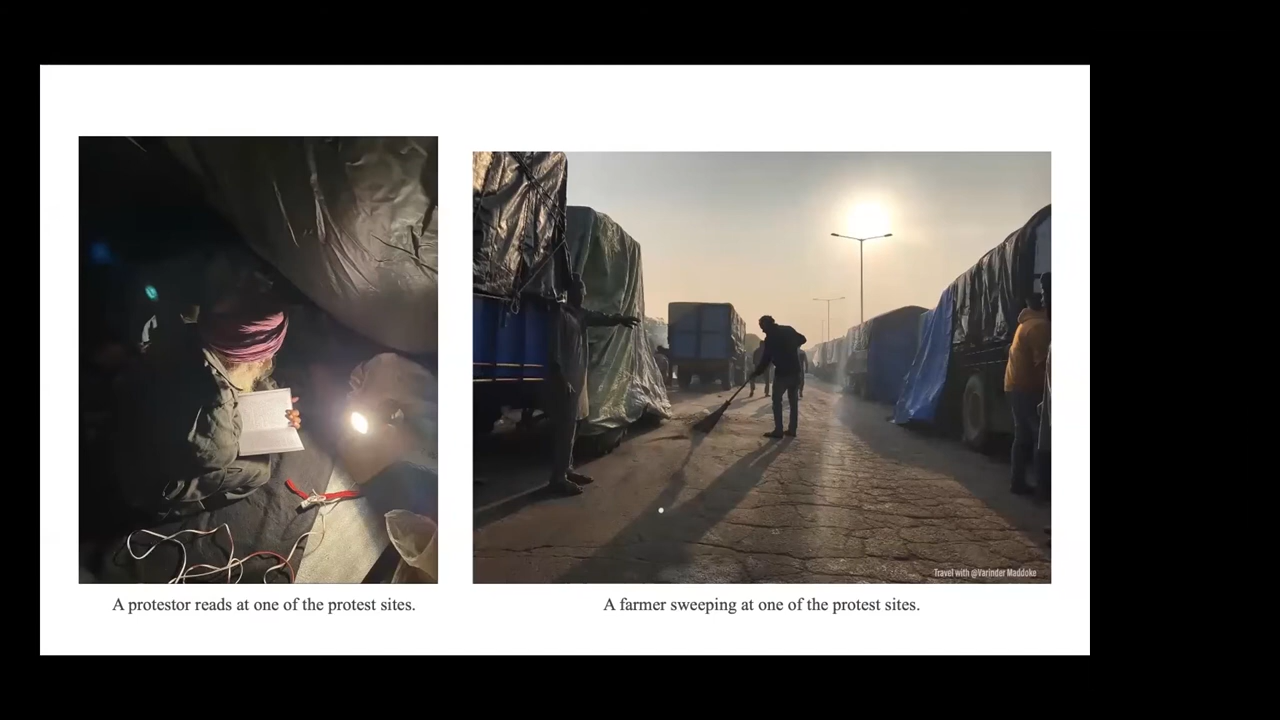 Travel with @Varinder Maddoke
A protestor reads at one of the protest sites.
A farmer sweeping at one of the protest sites.